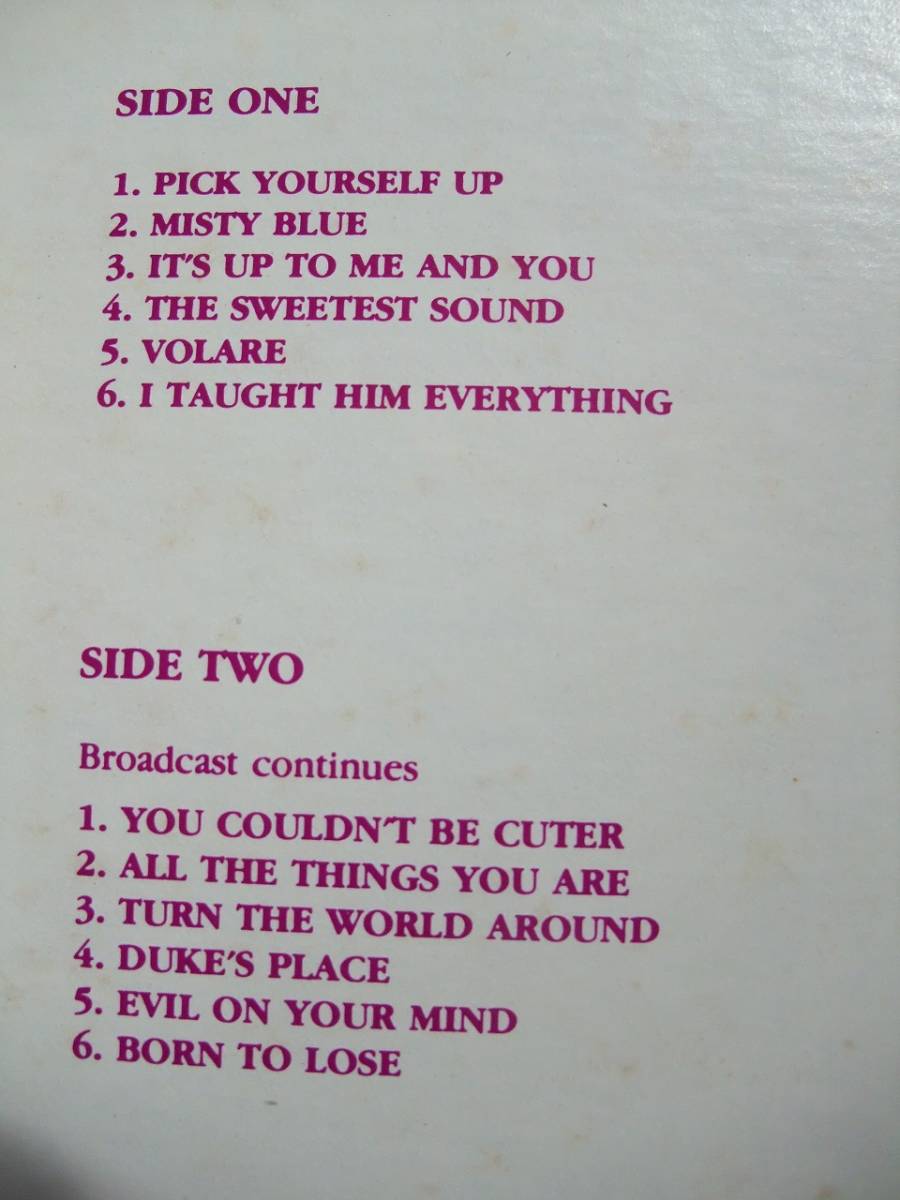 SIDE ONE
1. PICK YOURSELF UP
2. MISTY BLUE
3. IT'S UP TO ME AND YOU
4. THE SWEETEST SOUND
5. VOLARE
6. I TAUGHT HIM EVERYTHING
SIDE TWO
Broadcast continues
1. YOU COULDN'T BE CUTER
2. ALL THE THINGS YOU ARE
3. TURN THE WORLD AROUND
4. DUKE'S PLACE
5. EVIL ON YOUR MIND
6. BORN TO LOSE